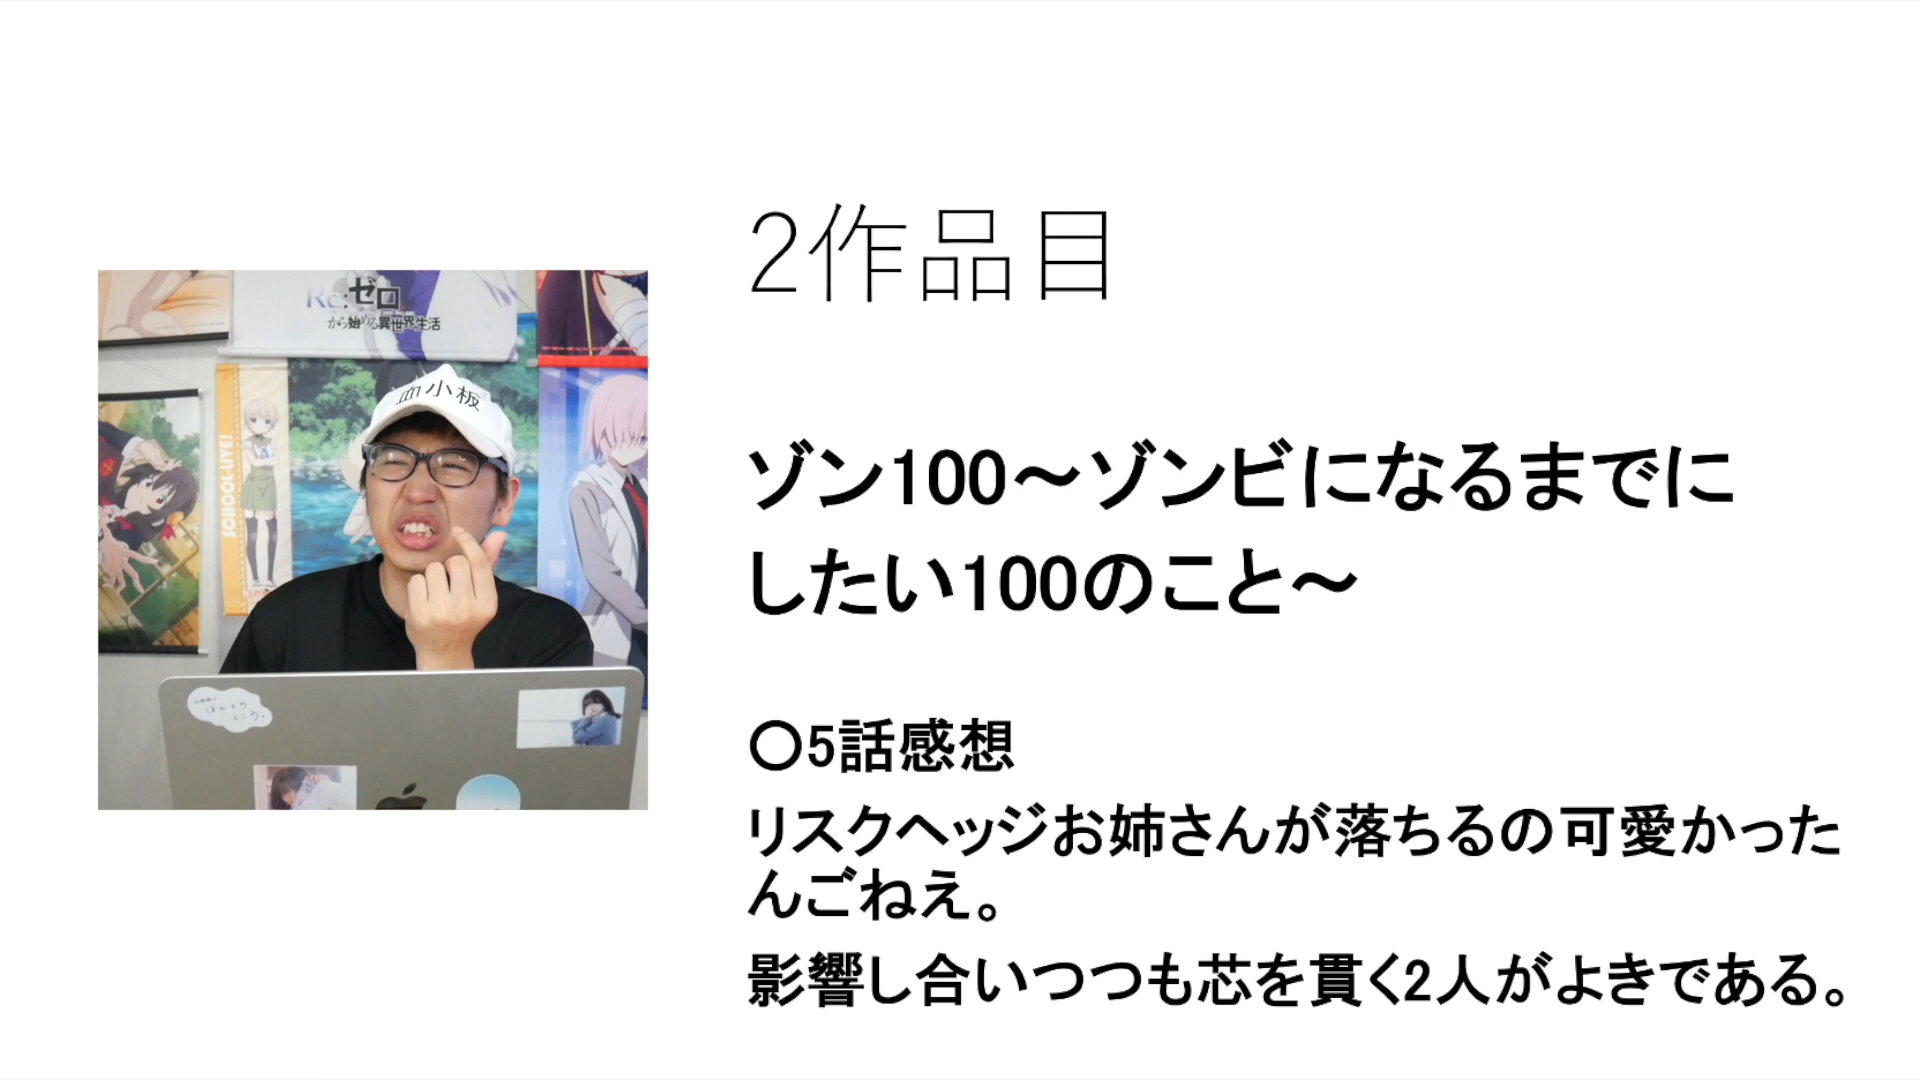 2作品目
ゾン100～ゾンビになるまでに
したい100のこと～
〇5話感想
リスクヘッジお姉さんが落ちるの可愛かった
んごねえ。
影響し合いつつも芯を貫く2人がよきである。
Re:ゼロ
から始める異世界生活
血小板
SCHOOL-LIVE!